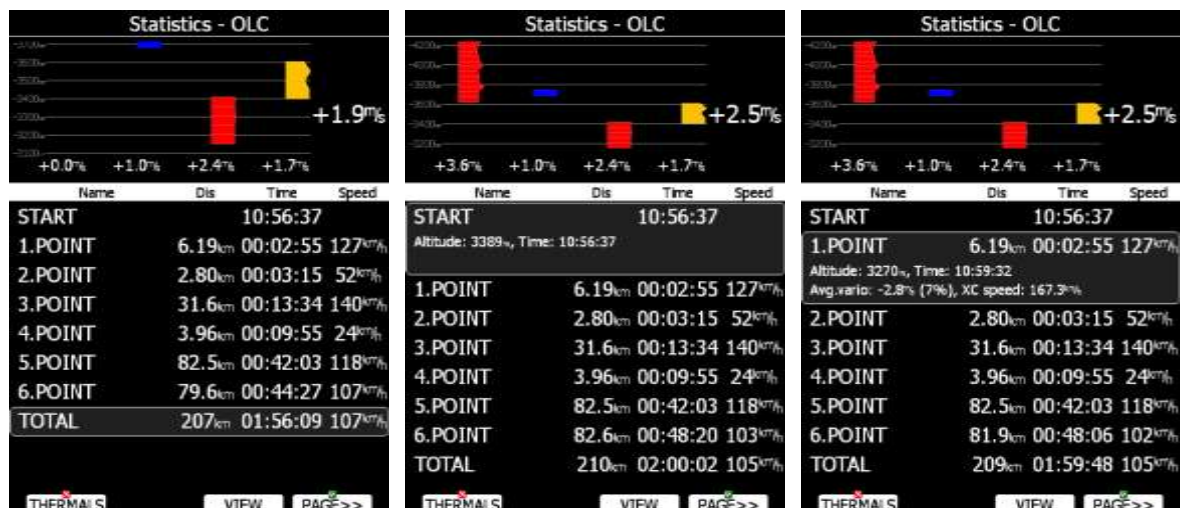 Statistics - OLC
+1.9m/s
+0.0m/s +1.0m/s +2.4m/s +1.7m/s
Name Dis Time Speed
START 10:56:37
1.POINT 6.19km 00:02:55 127km/h
2.POINT 2.80km 00:03:15 52km/h
3.POINT 31.6km 00:13:34 140km/h
4.POINT 3.96km 00:09:55 24km/h
5.POINT 82.5km 00:42:03 118km/h
6.POINT 79.6km 00:44:27 107km/h
TOTAL 207km 01:56:09 107km/h
THERMALS VIEW PAGE>>
Statistics - OLC
+2.5m/s
+3.6m/s +1.0m/s +2.4m/s +1.7m/s
Name Dis Time Speed
START 10:56:37
Altitude: 3389m, Time: 10:56:37
1.POINT 6.19km 00:02:55 127km/h
2.POINT 2.80km 00:03:15 52km/h
3.POINT 31.6km 00:13:34 140km/h
4.POINT 3.96km 00:09:55 24km/h
5.POINT 82.5km 00:42:03 118km/h
6.POINT 82.6km 00:48:20 103km/h
TOTAL 210km 02:00:02 105km/h
THERMALS VIEW PAGE>>
Statistics - OLC
+2.5m/s
+3.6m/s +1.0m/s +2.4m/s +1.7m/s
Name Dis Time Speed
START 10:56:37
1.POINT 6.19km 00:02:55 127km/h
Altitude: 3270m, Time: 10:59:32
Avg.vario: -2.8m/s (7%), XC speed: 167.3km/h
2.POINT 2.80km 00:03:15 52km/h
3.POINT 31.6km 00:13:34 140km/h
4.POINT 3.96km 00:09:55 24km/h
5.POINT 82.5km 00:42:03 118km/h
6.POINT 81.9km 00:48:06 102km/h
TOTAL 209km 01:59:48 105km/h
THERMALS VIEW PAGE>>